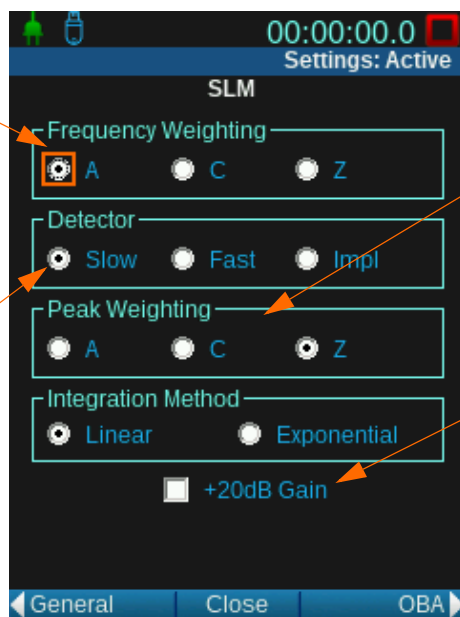 00:00:00.0
Settings: Active
SLM
Frequency Weighting
A C Z
Detector
Slow Fast Impl
Peak Weighting
A C Z
Integration Method
Linear Exponential
+20dB Gain
General Close OBA